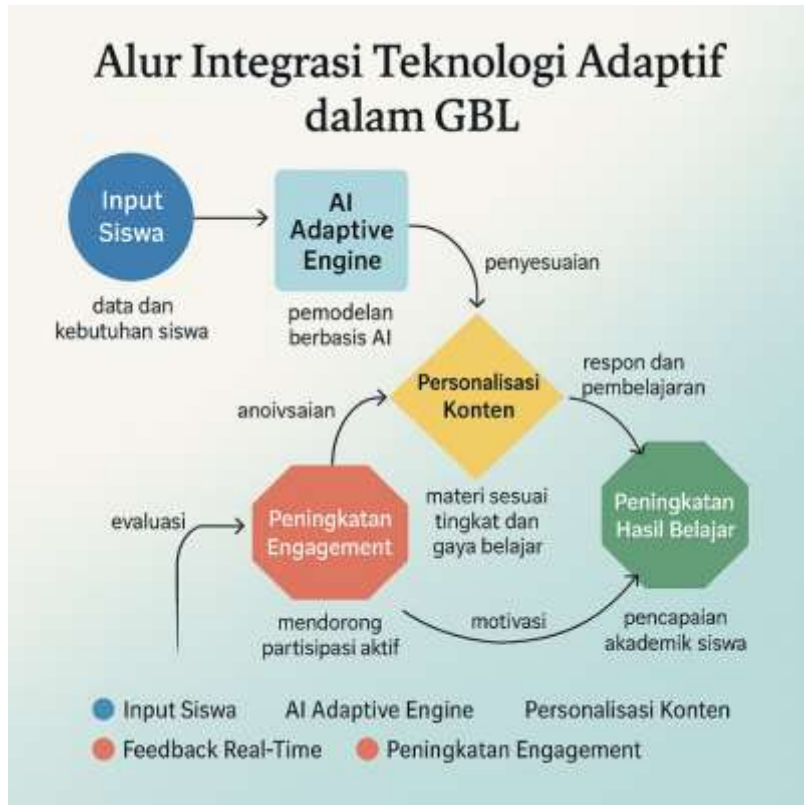 Alur Integrasi Teknologi Adaptif
dalam GBL
Input
Siswa
data dan
kebutuhan siswa
AI
Adaptive
Engine
pemodelan
berbasis AI
penyesuaian
Personalisasi
Konten
materi sesuai
tingkat dan
gaya belajar
respon dan
pembelajaran
anoivsaian
evaluasi
Peningkatan
Engagement
mendorong
partisipasi aktif
motivasi
Peningkatan
Hasil Belajar
pencapaian
akademik siswa
Input Siswa AI Adaptive Engine Personalisasi Konten
Feedback Real-Time Peningkatan Engagement